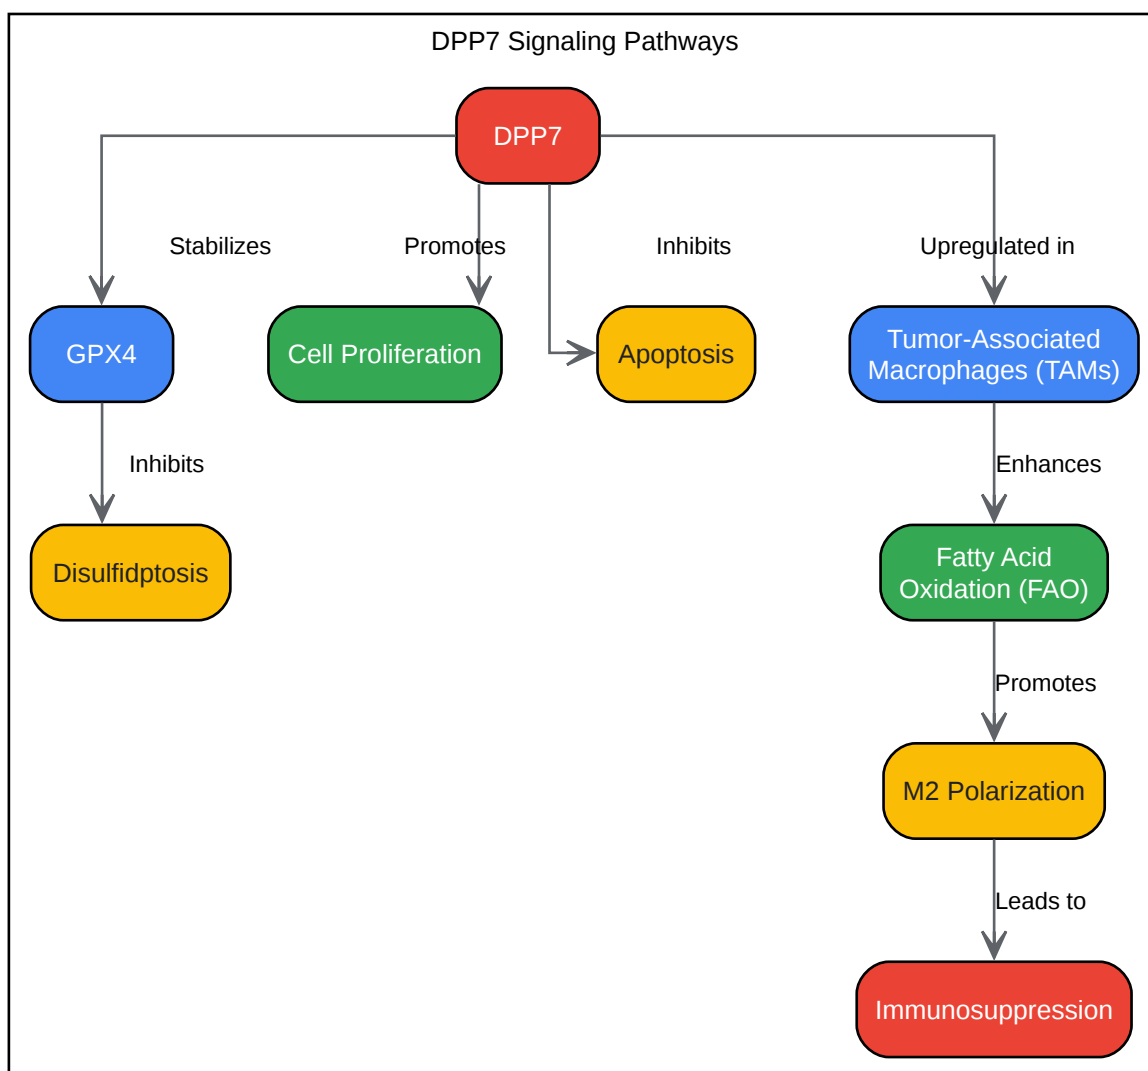 DPP7 Signaling Pathways
DPP7
Stabilizes
Promotes
Inhibits
Upregulated in
GPX4
Cell Proliferation
Apoptosis
Tumor-Associated
Macrophages (TAMs)
Inhibits
Enhances
Disulfidptosis
Fatty Acid
Oxidation (FAO)
Promotes
M2 Polarization
Leads to
Immunosuppression